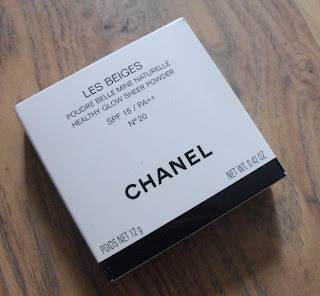 LES BEIGES
POUDRE BELLE MINE NATURELLE
HEALTHY GLOW SHEER POWDER
SPF 15 / PA++
N°20
CHANEL
POIDS NET 12 g
NET WT. 0.42 OZ.